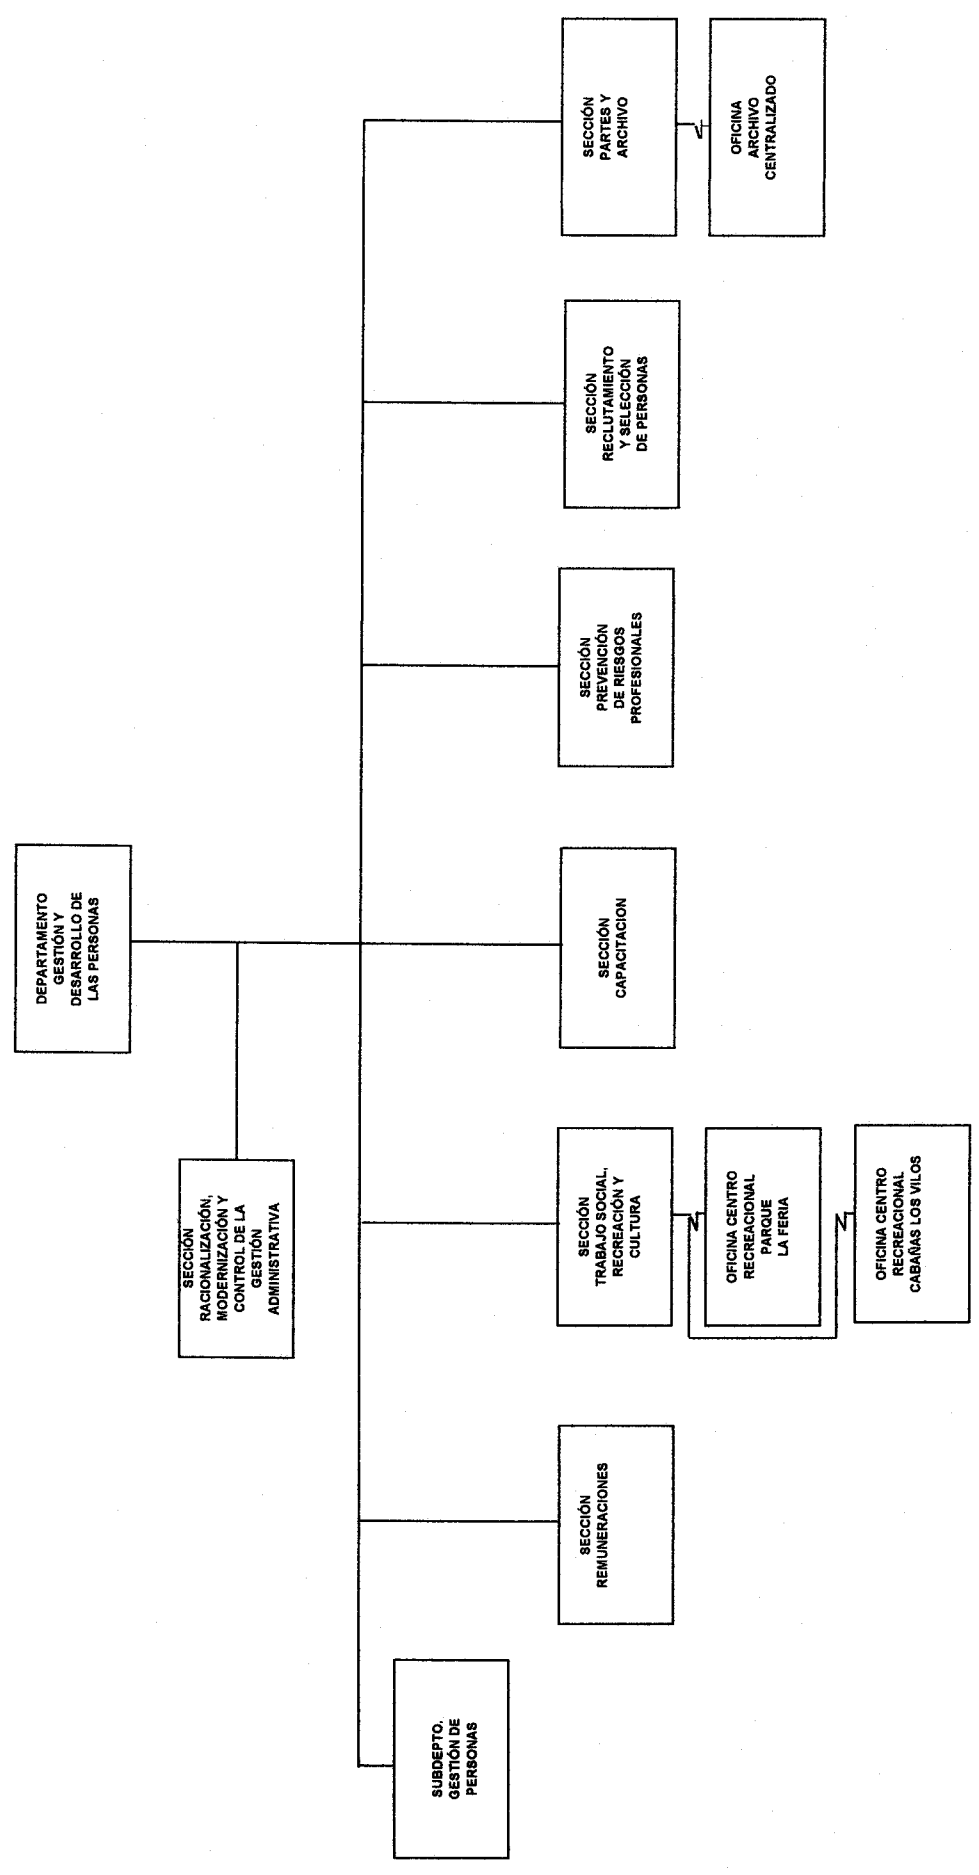 DEPARTAMENTO
GESTIÓN Y
DESARROLLO DE
LAS PERSONAS
SECCIÓN
RACIONALIZACIÓN,
MODERNIZACIÓN Y
CONTROL DE LA
GESTIÓN
ADMINISTRATIVA
SUBDEPTO.
GESTIÓN DE
PERSONAS
SECCIÓN
REMUNERACIONES
SECCIÓN
TRABAJO SOCIAL,
RECREACIÓN Y
CULTURA
OFICINA CENTRO
RECREACIONAL
PARQUE
LA FERIA
OFICINA CENTRO
RECREACIONAL
CABAÑAS LOS VILOS
SECCIÓN
CAPACITACION
SECCIÓN
PREVENCIÓN
DE RIESGOS
PROFESIONALES
SECCIÓN
RECLUTAMIENTO
Y SELECCIÓN
DE PERSONAS
SECCIÓN
PARTES Y
ARCHIVO
OFICINA
ARCHIVO
CENTRALIZADO